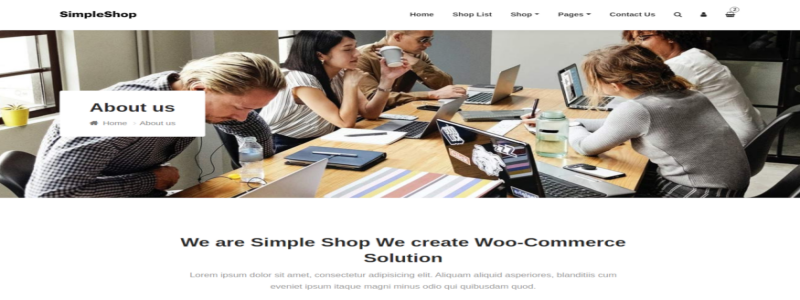 SimpleShop
Home Shop List Shop Pages Contact Us
About us
Home About us
We are Simple Shop We create Woo-Commerce
Solution
Lorem ipsum dolor sit amet, consectetur adipisicing elit. Aliquam aliquid asperiores, blanditiis cum
eveniet ipsum itaque magni minus odio qui quibusdam quod.